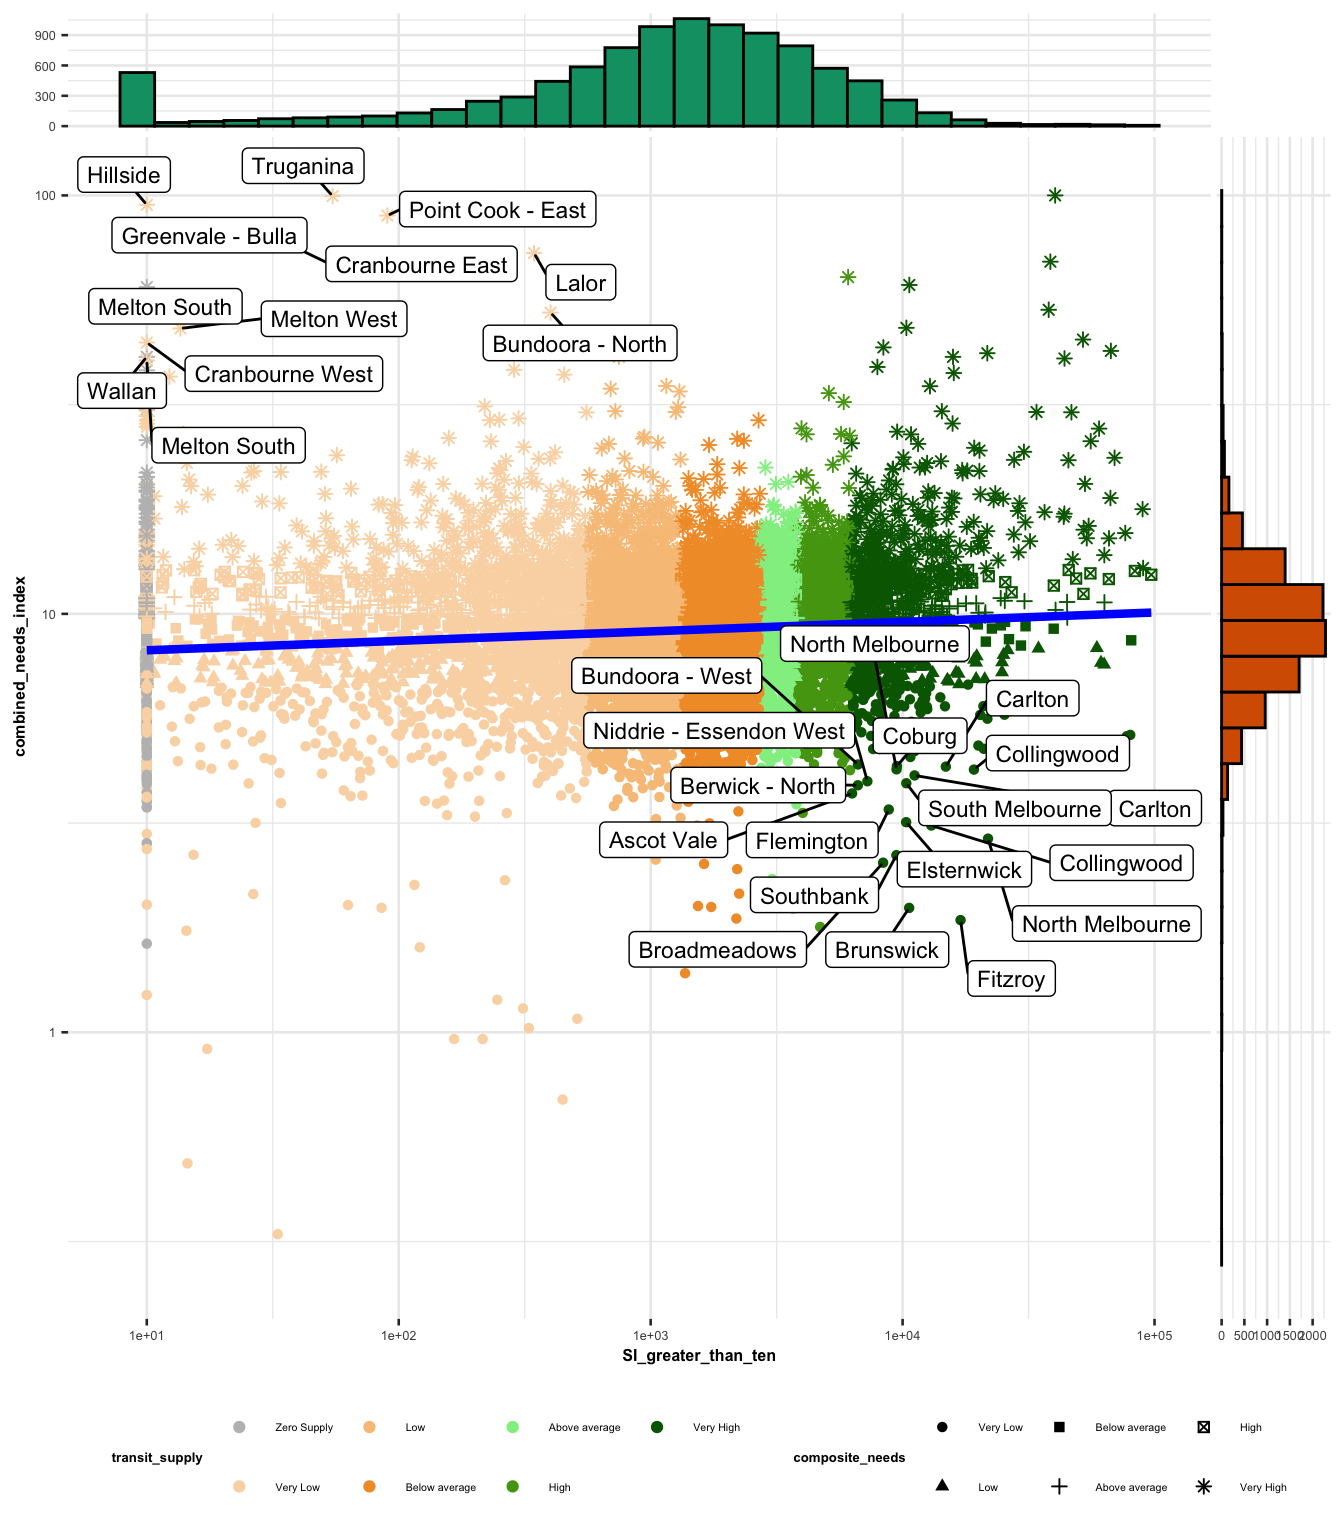 900
600
300
0
Hillside
Truganina
100
Point Cook - East
Greenvale - Bulla
Cranbourne East
Lalor
Melton South
Melton West
Bundoora - North
Cranbourne West
Wallan
Melton South
10
North Melbourne
Bundoora - West
Carlton
Niddrie - Essendon West
Coburg
Collingwood
Berwick - North
South Melbourne
Carlton
Ascot Vale
Flemington
Elsternwick
Collingwood
Southbank
North Melbourne
Broadmeadows
Brunswick
Fitzroy
1
combined_needs_index
1e+01
1e+02
1e+03
1e+04
1e+05
0
500
1000
1500
2000
SI_greater_than_ten
transit_supply
Zero Supply
Low
Above average
Very High
Very Low
Below average
High
composite_needs
Very Low
Below average
High
Low
Above average
Very High